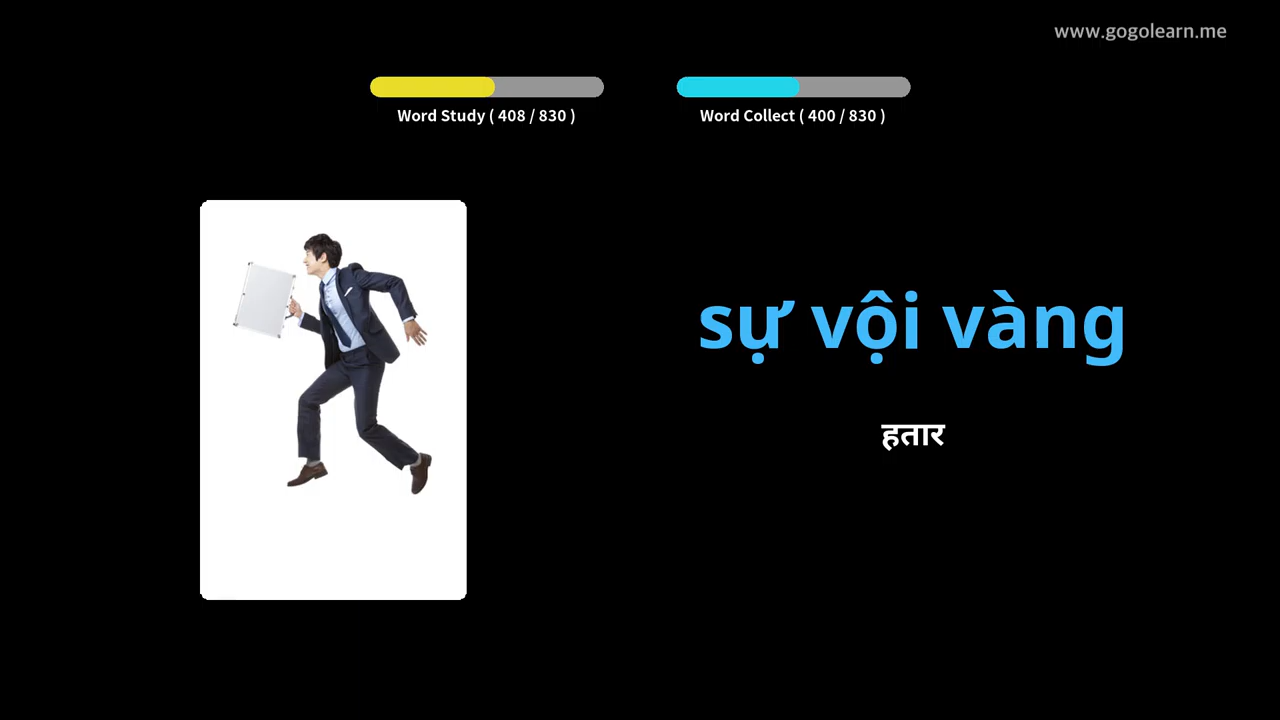 www.gogolearn.me
Word Study ( 408 / 830 )
Word Collect ( 400 / 830 )
sự vội vàng
हतार